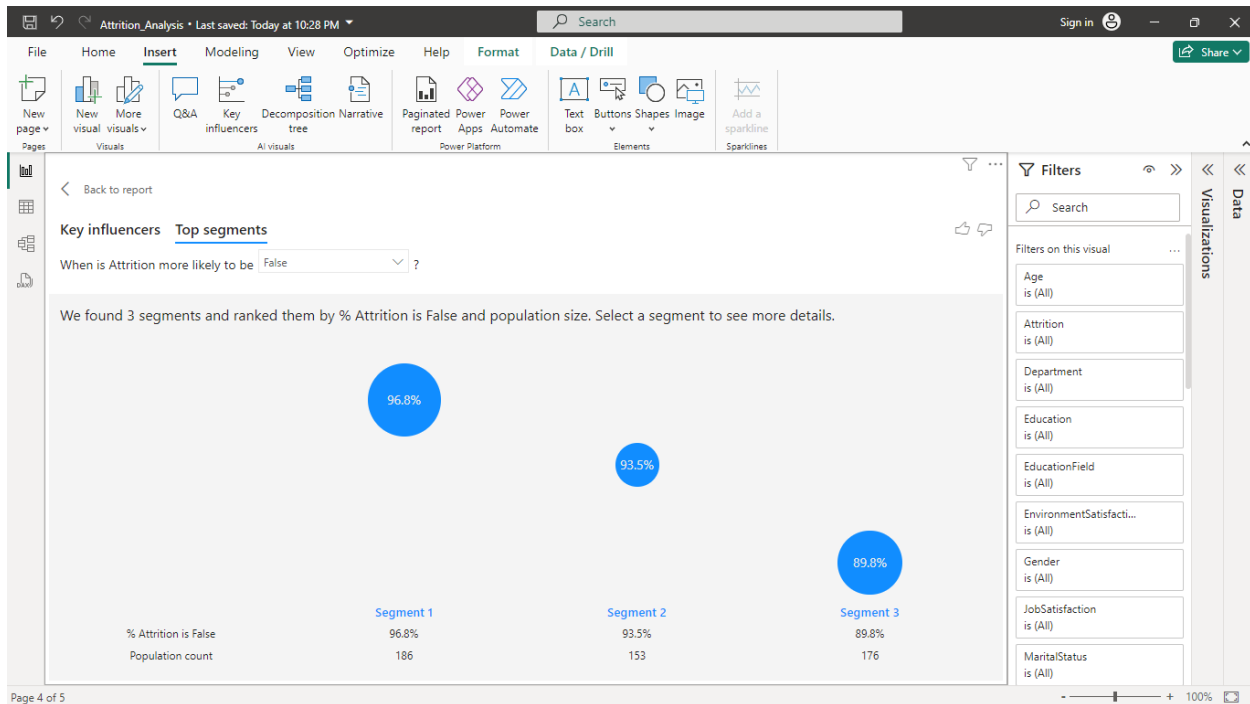 Attrition_Analysis • Last saved: Today at 10:28 PM
Search
Sign in
File Home Insert Modeling View Optimize Help Format Data / Drill
Share
New page
New visual
More visuals
Q&A
Key influencers
Decomposition tree
Narrative
Paginated report
Power Apps
Power Automate
Text box
Buttons
Shapes
Image
Add a sparkline
Pages
Visuals
AI visuals
Power Platform
Elements
Sparklines
Back to report
Key influencers Top segments
When is Attrition more likely to be False ?
We found 3 segments and ranked them by % Attrition is False and population size. Select a segment to see more details.
96.8%
93.5%
89.8%
Segment 1 Segment 2 Segment 3
% Attrition is False 96.8% 93.5% 89.8%
Population count 186 153 176
Filters
Search
Filters on this visual
Age
is (All)
Attrition
is (All)
Department
is (All)
Education
is (All)
EducationField
is (All)
EnvironmentSatisfacti...
is (All)
Gender
is (All)
JobSatisfaction
is (All)
MaritalStatus
is (All)
Visualizations
Data
Page 4 of 5
- + 100%